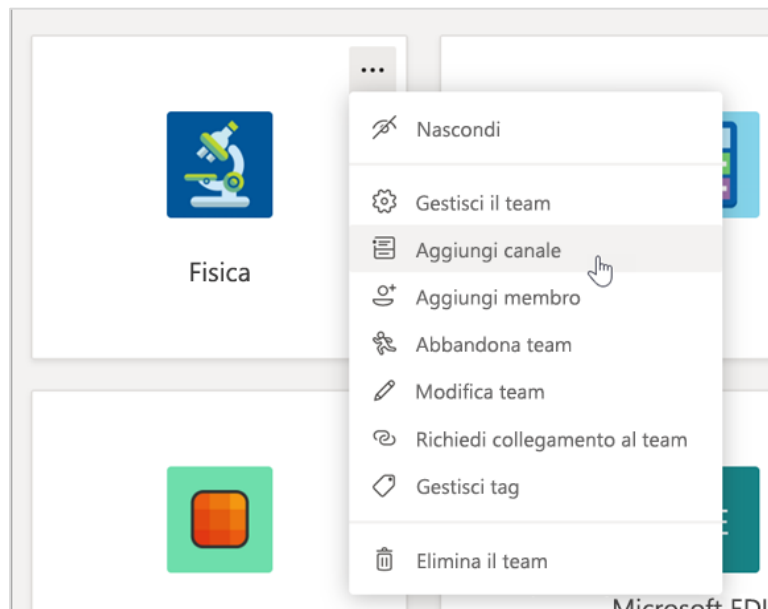 ...
Nascondi
Gestisci il team
Aggiungi canale
Fisica
Aggiungi membro
Abbandona team
Modifica team
Richiedi collegamento al team
Gestisci tag
Elimina il team
Microsoft